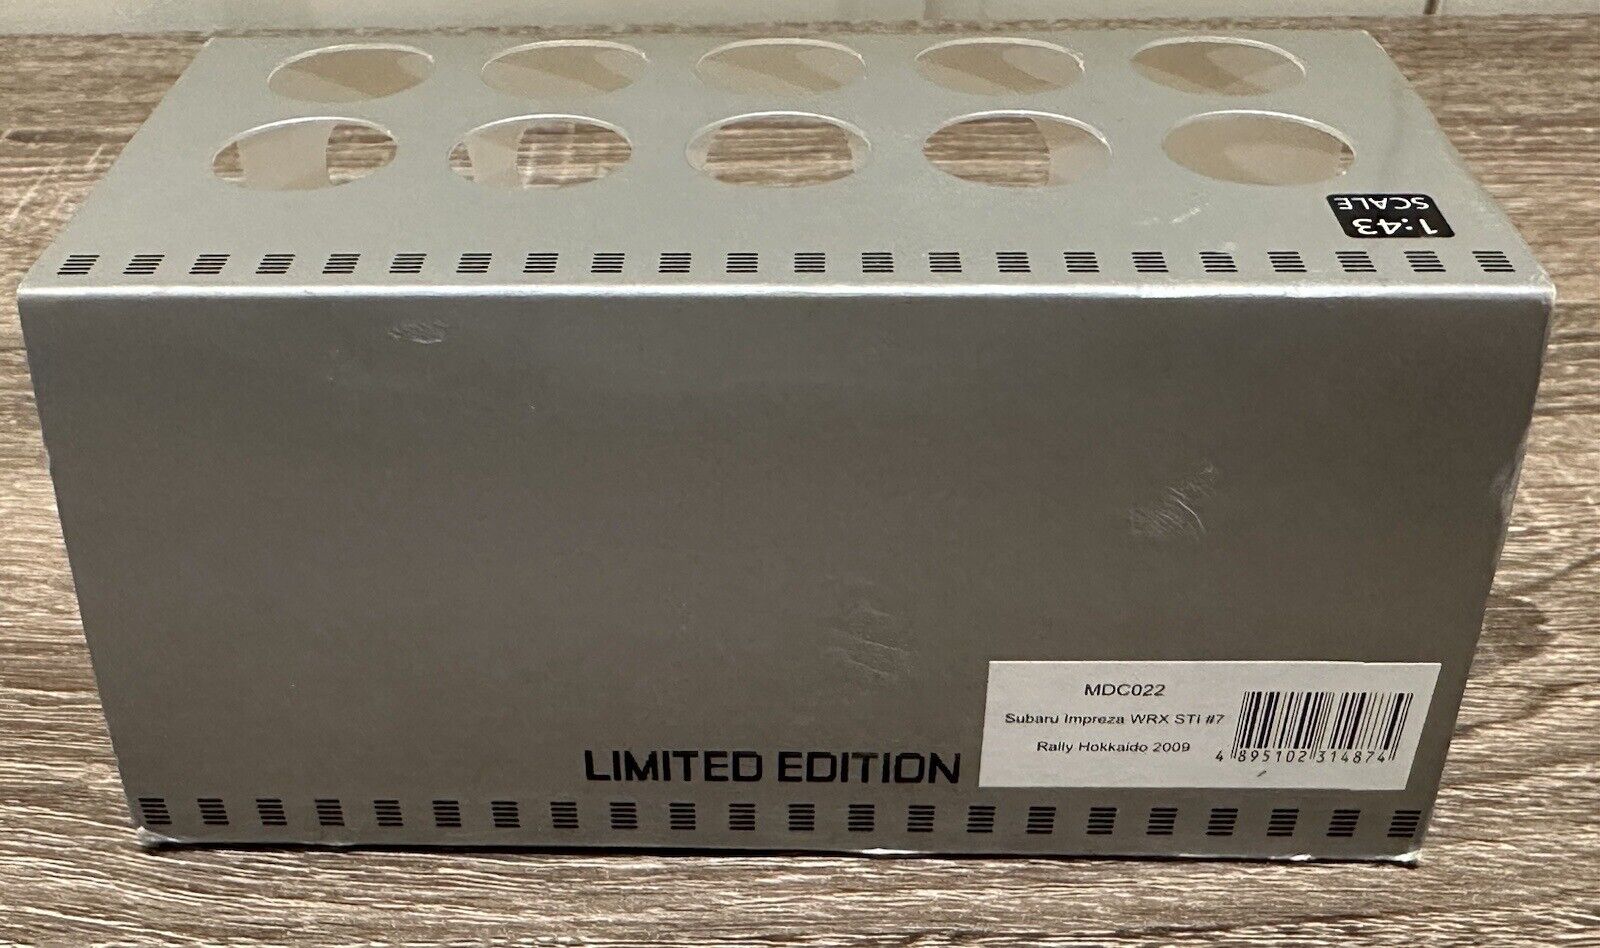 1:43
SCALE
LIMITED EDITION
MDC022
Subaru Impreza WRX STI #7
Rally Hokkaido 2009
4 895102 314874